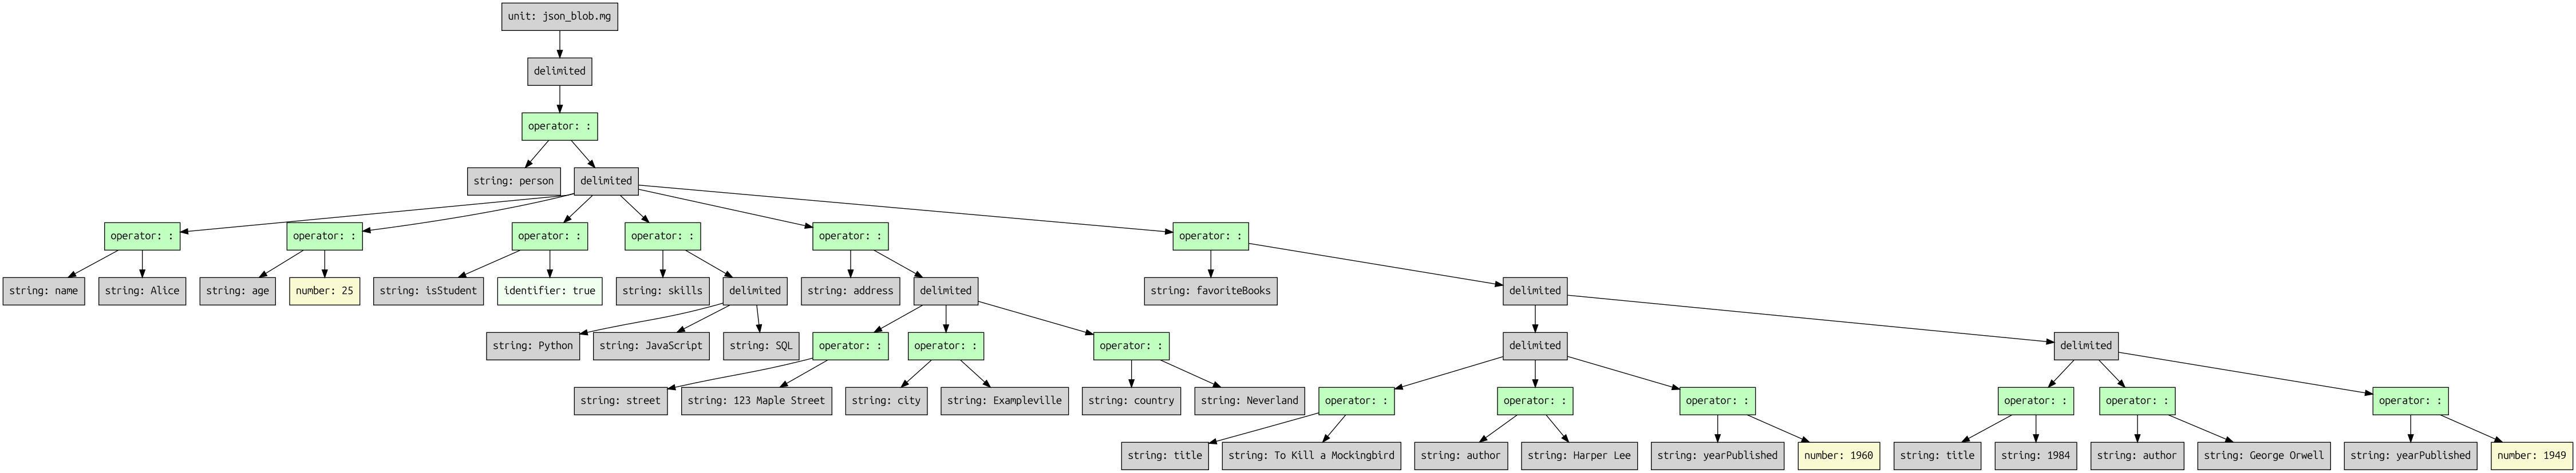 unit: json_blob.mg
delimited
operator: :
string: person
delimited
operator: :
operator: :
operator: :
operator: :
operator: :
operator: :
string: name
string: Alice
string: age
number: 25
string: isStudent
identifier: true
string: skills
delimited
string: address
delimited
string: favoriteBooks
delimited
string: Python
string: JavaScript
string: SQL
operator: :
operator: :
operator: :
delimited
delimited
string: street
string: 123 Maple Street
string: city
string: Exampleville
string: country
string: Neverland
operator: :
operator: :
operator: :
operator: :
operator: :
operator: :
string: title
string: To Kill a Mockingbird
string: author
string: Harper Lee
string: yearPublished
number: 1960
string: title
string: 1984
string: author
string: George Orwell
string: yearPublished
number: 1949